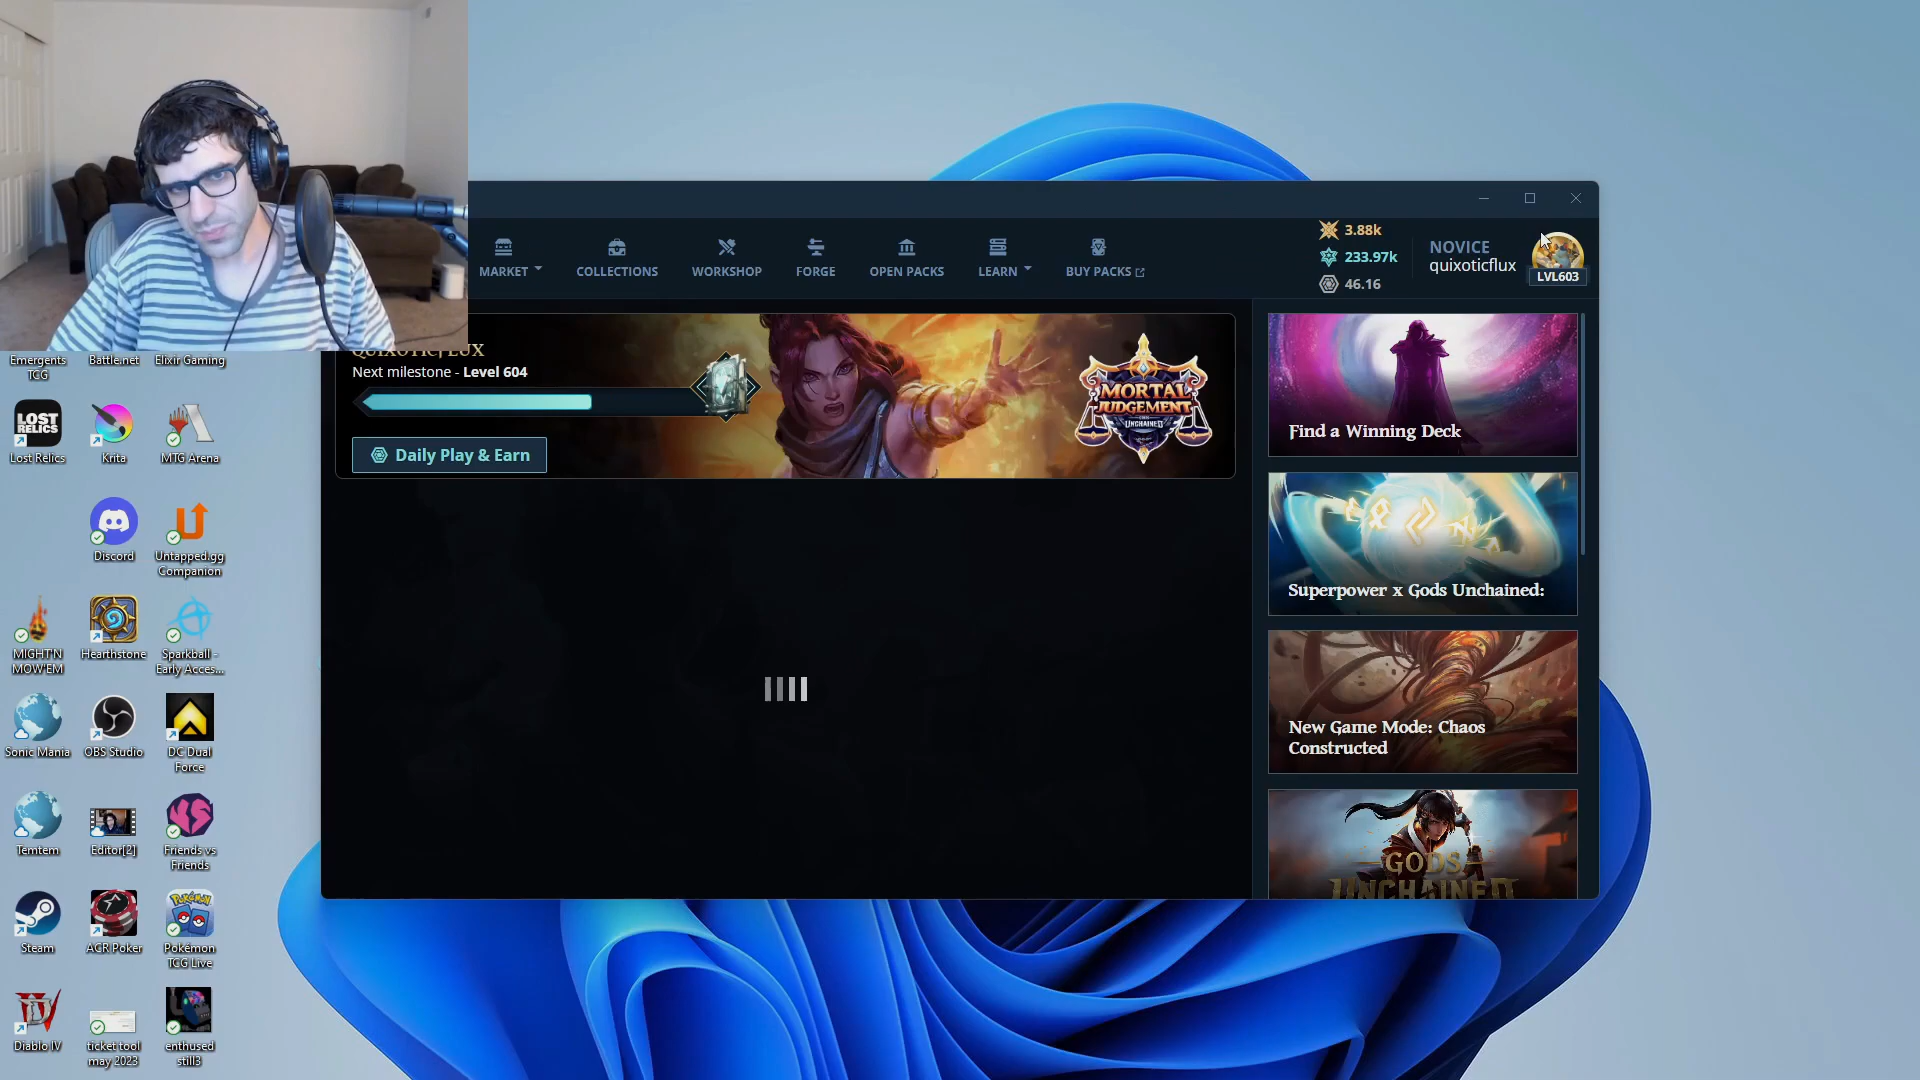 MARKET
COLLECTIONS
WORKSHOP
FORGE
OPEN PACKS
LEARN
BUY PACKS
3.88k
233.97k
46.16
NOVICE
quixoticflux
LVL603
Next milestone - Level 604
Daily Play & Earn
MORTAL
JUDGEMENT
UNCHAINED
Find a Winning Deck
Superpower x Gods Unchained:
New Game Mode: Chaos
Constructed
GODS
UNCHAINED
Emergents
TCG
Battle.net
Elixir Gaming
LOST
RELICS
Lost Relics
Krita
MTG Arena
Discord
Untapped.gg
Companion
MIGHT'N
MOW'EM
Hearthstone
Sparkball -
Early Acces...
Sonic Mania
OBS Studio
DC Dual
Force
Temtem
Editor[2]
Friends vs
Friends
Steam
ACR Poker
Pokémon
TCG Live
Diablo IV
ticket tool
may 2023
enthused
still3